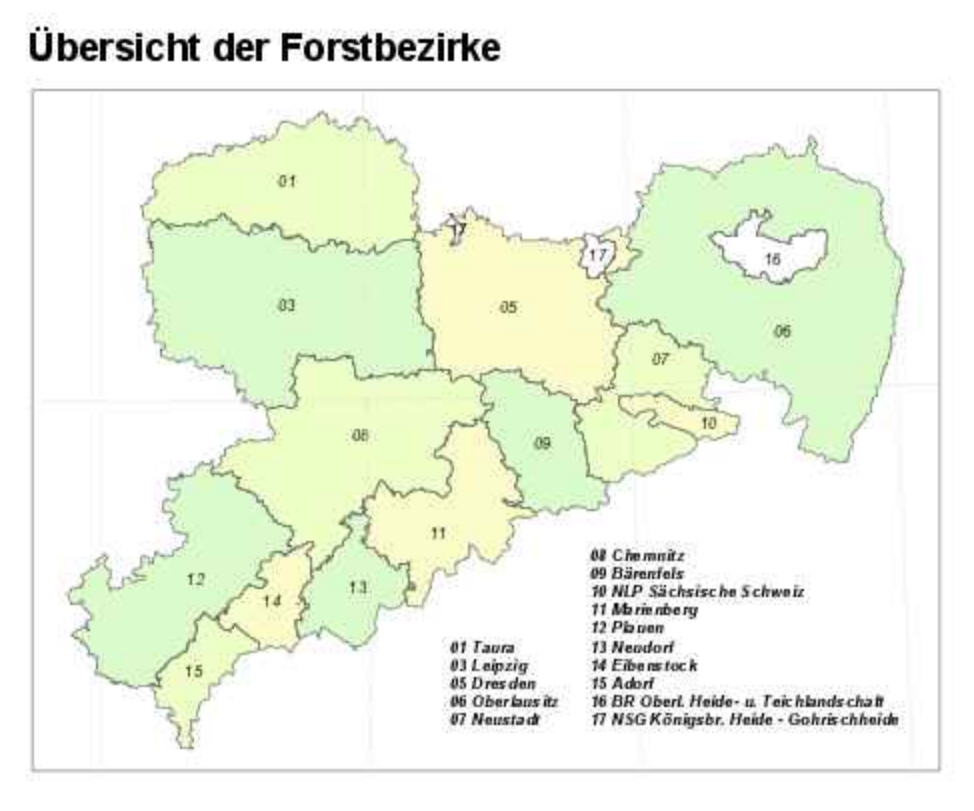 Übersicht der Forstbezirke
01
17
17
16
03
05
06
07
10
08
09
11
12
13
14
15
01 Taura
03 Leipzig
05 Dresden
06 Oberlausitz
07 Neustadt
08 Chemnitz
09 Bärenfels
10 NLP Sächsische Schweiz
11 Marienberg
12 Plauen
13 Neudorf
14 Eibenstock
15 Adorf
16 BR Oberl. Heide- u. Teichlandschaft
17 NSG Königsbr. Heide - Gohrischheide